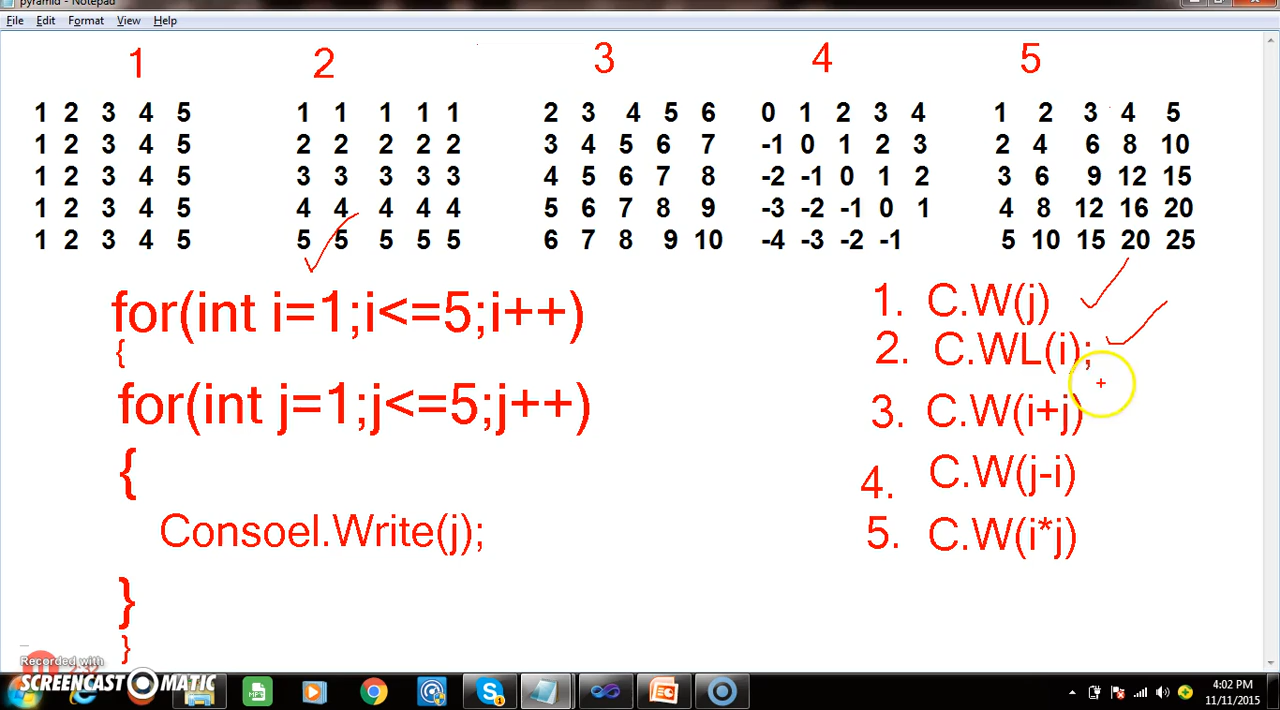 pyramid - Notepad
File Edit Format View Help
1 2 3 4 5
1 2 3 4 5 1 1 1 1 1 2 3 4 5 6 0 1 2 3 4 1 2 3 4 5
1 2 3 4 5 2 2 2 2 2 3 4 5 6 7 -1 0 1 2 3 2 4 6 8 10
1 2 3 4 5 3 3 3 3 3 4 5 6 7 8 -2 -1 0 1 2 3 6 9 12 15
1 2 3 4 5 4 4 4 4 4 5 6 7 8 9 -3 -2 -1 0 1 4 8 12 16 20
1 2 3 4 5 5 5 5 5 5 6 7 8 9 10 -4 -3 -2 -1 5 10 15 20 25
for(int i=1;i<=5;i++)
{
for(int j=1;j<=5;j++)
{
Consoel.Write(j);
}
}
1. C.W(j)
2. C.WL(i);
3. C.W(i+j)
4. C.W(j-i)
5. C.W(i*j)
Recorded with
SCREENCAST MATIC
4:02 PM
11/11/2015